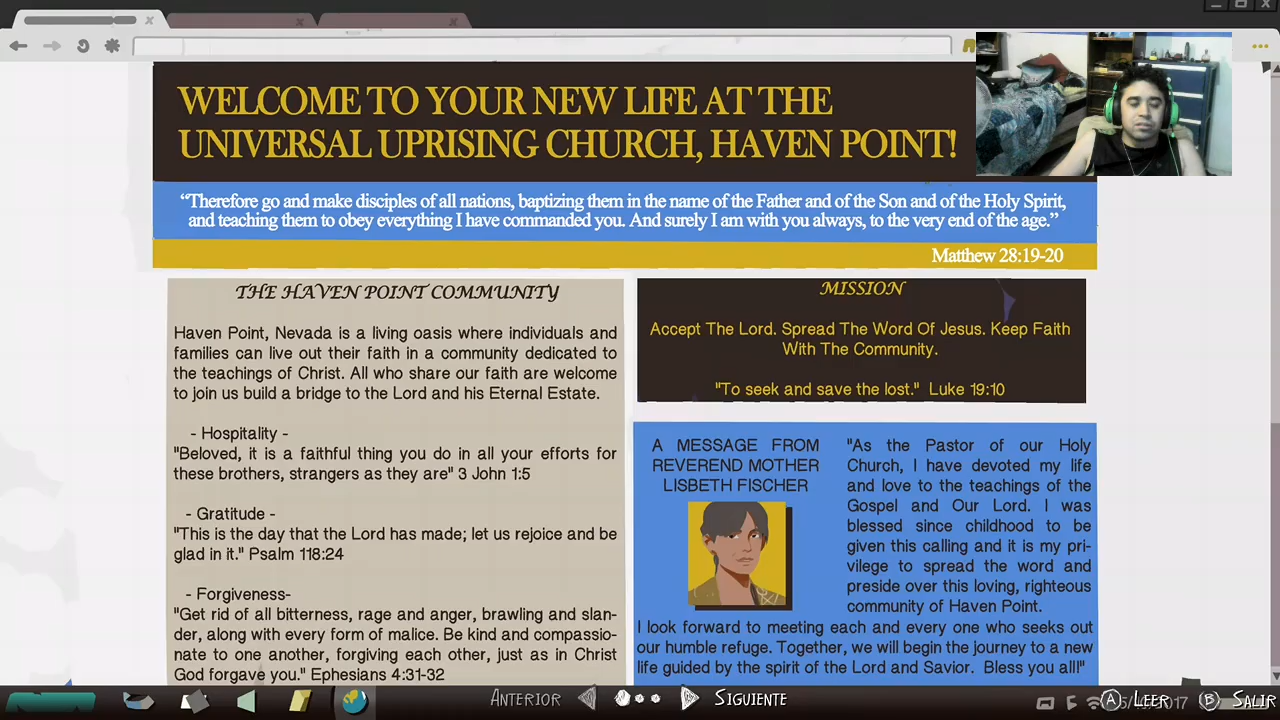 WELCOME TO YOUR NEW LIFE AT THE
UNIVERSAL UPRISING CHURCH, HAVEN POINT!
“Therefore go and make disciples of all nations, baptizing them in the name of the Father and of the Son and of the Holy Spirit,
and teaching them to obey everything I have commanded you. And surely I am with you always, to the very end of the age.”
Matthew 28:19-20
THE HAVEN POINT COMMUNITY
Haven Point, Nevada is a living oasis where individuals and
families can live out their faith in a community dedicated to
the teachings of Christ. All who share our faith are welcome
to join us build a bridge to the Lord and his Eternal Estate.
- Hospitality -
"Beloved, it is a faithful thing you do in all your efforts for
these brothers, strangers as they are" 3 John 1:5
- Gratitude -
"This is the day that the Lord has made; let us rejoice and be
glad in it." Psalm 118:24
- Forgiveness-
"Get rid of all bitterness, rage and anger, brawling and slan-
der, along with every form of malice. Be kind and compassio-
nate to one another, forgiving each other, just as in Christ
God forgave you." Ephesians 4:31-32
MISSION
Accept The Lord. Spread The Word Of Jesus. Keep Faith
With The Community.
"To seek and save the lost." Luke 19:10
A MESSAGE FROM
REVEREND MOTHER
LISBETH FISCHER
"As the Pastor of our Holy
Church, I have devoted my life
and love to the teachings of the
Gospel and Our Lord. I was
blessed since childhood to be
given this calling and it is my pri-
vilege to spread the word and
preside over this loving, righteous
community of Haven Point.
I look forward to meeting each and every one who seeks out
our humble refuge. Together, we will begin the journey to a new
life guided by the spirit of the Lord and Savior. Bless you all!"
ANTERIOR
SIGUIENTE
A LEER
B SALIR